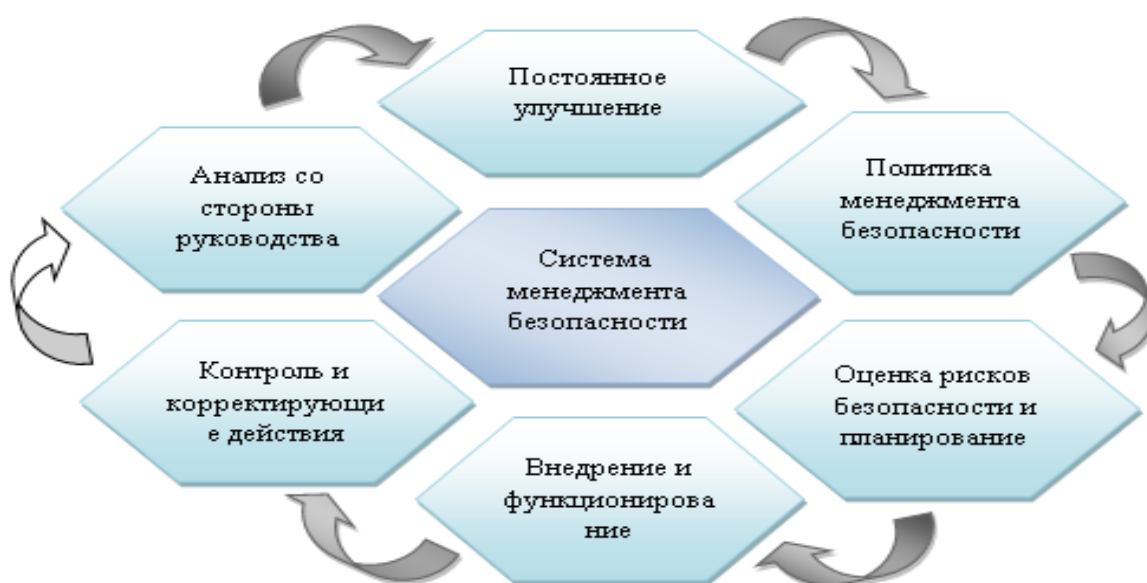 Постоянное
улучшение
Политика
менеджмента
безопасности
Анализ со
стороны
руководства
Система
менеджмента
безопасности
Контроль и
корректирующи
е действия
Оценка рисков
безопасности и
планирование
Внедрение и
функционирова
ние